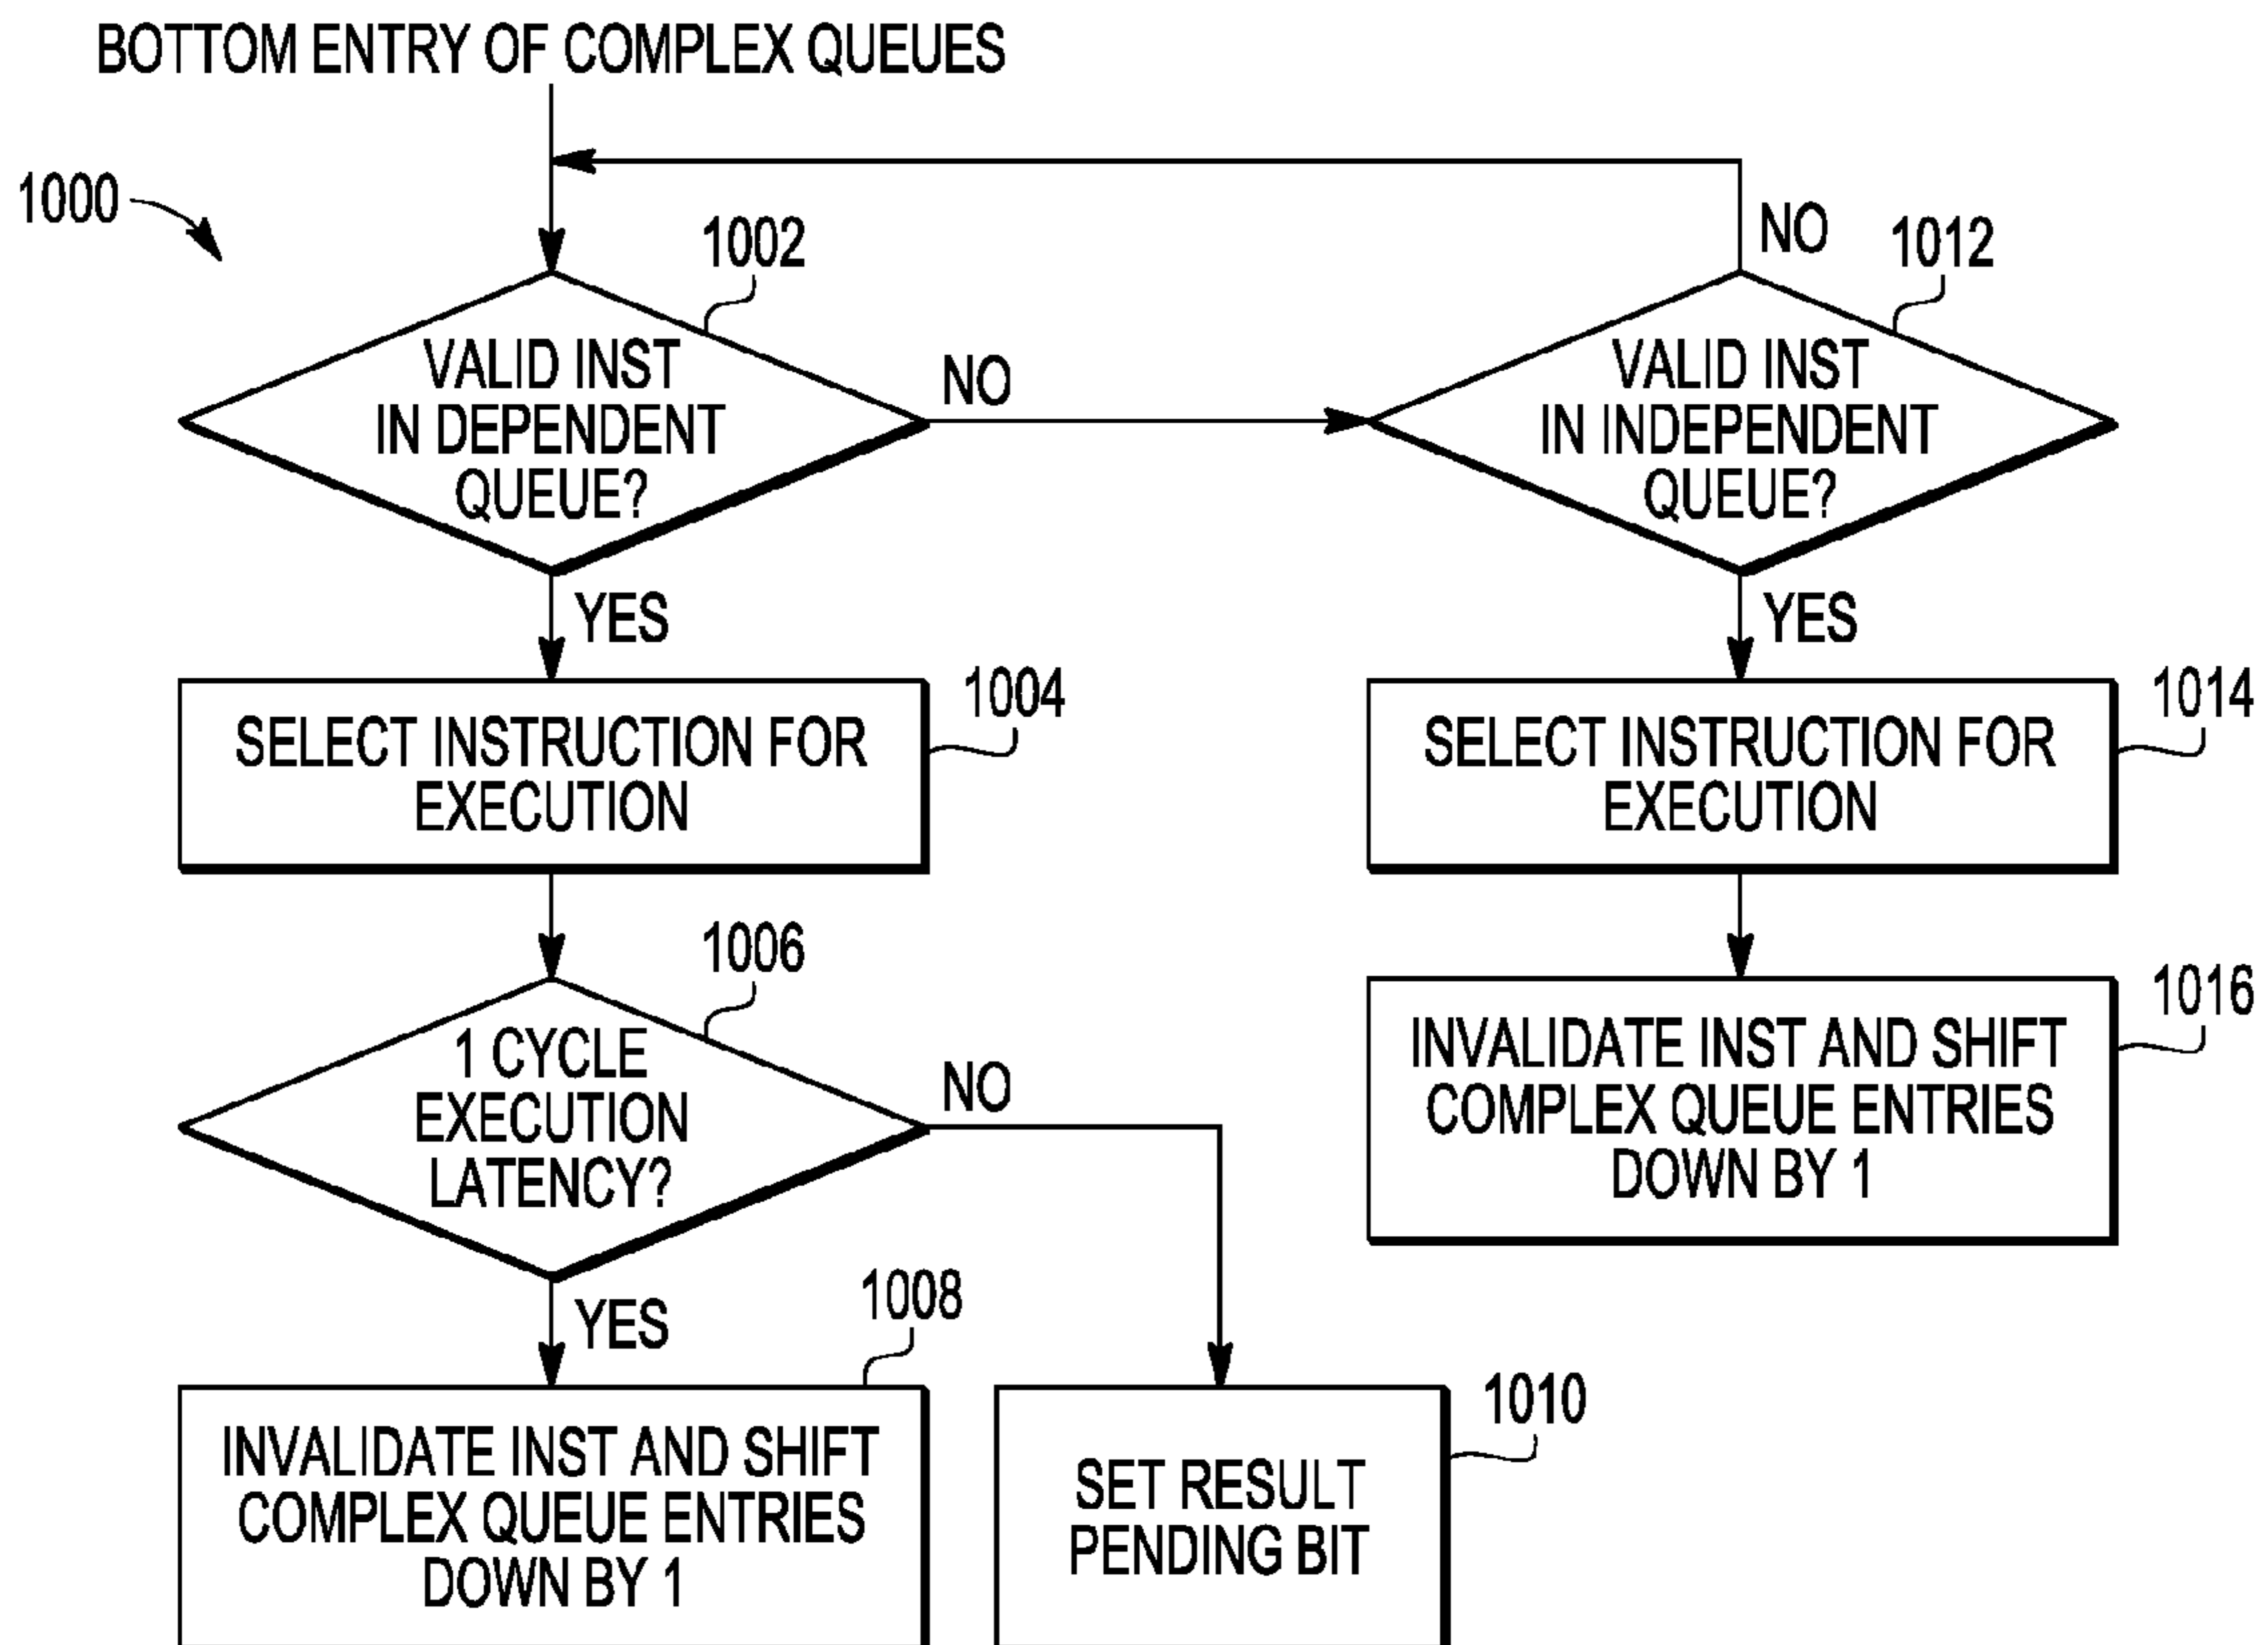 BOTTOM ENTRY OF COMPLEX QUEUES
1000
1002
VALID INST
IN DEPENDENT
QUEUE?
NO
YES
1012
NO
VALID INST
IN INDEPENDENT
QUEUE?
YES
1004
SELECT INSTRUCTION FOR
EXECUTION
1014
SELECT INSTRUCTION FOR
EXECUTION
1006
1 CYCLE
EXECUTION
LATENCY?
NO
YES
1016
INVALIDATE INST AND SHIFT
COMPLEX QUEUE ENTRIES
DOWN BY 1
1008
INVALIDATE INST AND SHIFT
COMPLEX QUEUE ENTRIES
DOWN BY 1
1010
SET RESULT
PENDING BIT